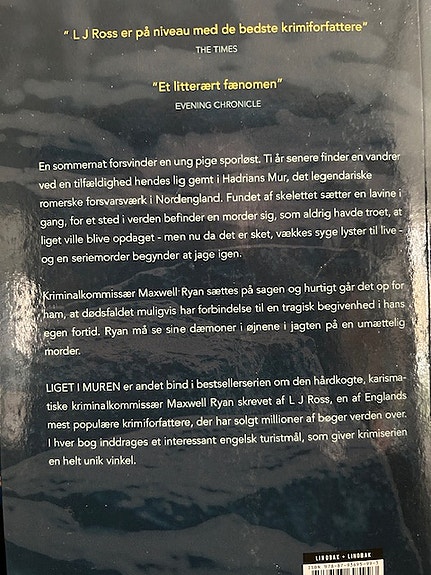 " L J Ross er på niveau med de bedste krimiforfattere"
THE TIMES
"Et litterært fænomen"
EVENING CHRONICLE
En sommernat forsvinder en ung pige sporløst. Ti år senere finder en vandrer
ved en tilfældighed hendes lig gemt i Hadrians Mur, det legendariske
romerske forsvarsværk i Nordengland. Fundet af skelettet sætter en lavine i
gang, for et sted i verden befinder en morder sig, som aldrig havde troet, at
liget ville blive opdaget - men nu da det er sket, vækkes syge lyster til live -
og en seriemorder begynder at jage igen.
Kriminalkommissær Maxwell Ryan sættes på sagen og hurtigt går det op for
ham, at dødsfaldet muligvis har forbindelse til en tragisk begivenhed i hans
egen fortid. Ryan må se sine dæmoner i øjnene i jagten på en umættelig
morder.
LIGET I MUREN er andet bind i bestsellerserien om den hårdkogte, karisma-
tiske kriminalkommissær Maxwell Ryan skrevet af L J Ross, en af Englands
mest populære krimiforfattere, der har solgt millioner af bøger verden over.
I hver bog inddrages et interessant engelsk turistmål, som giver krimiserien
en helt unik vinkel.
LINDBAK + LINDBAK